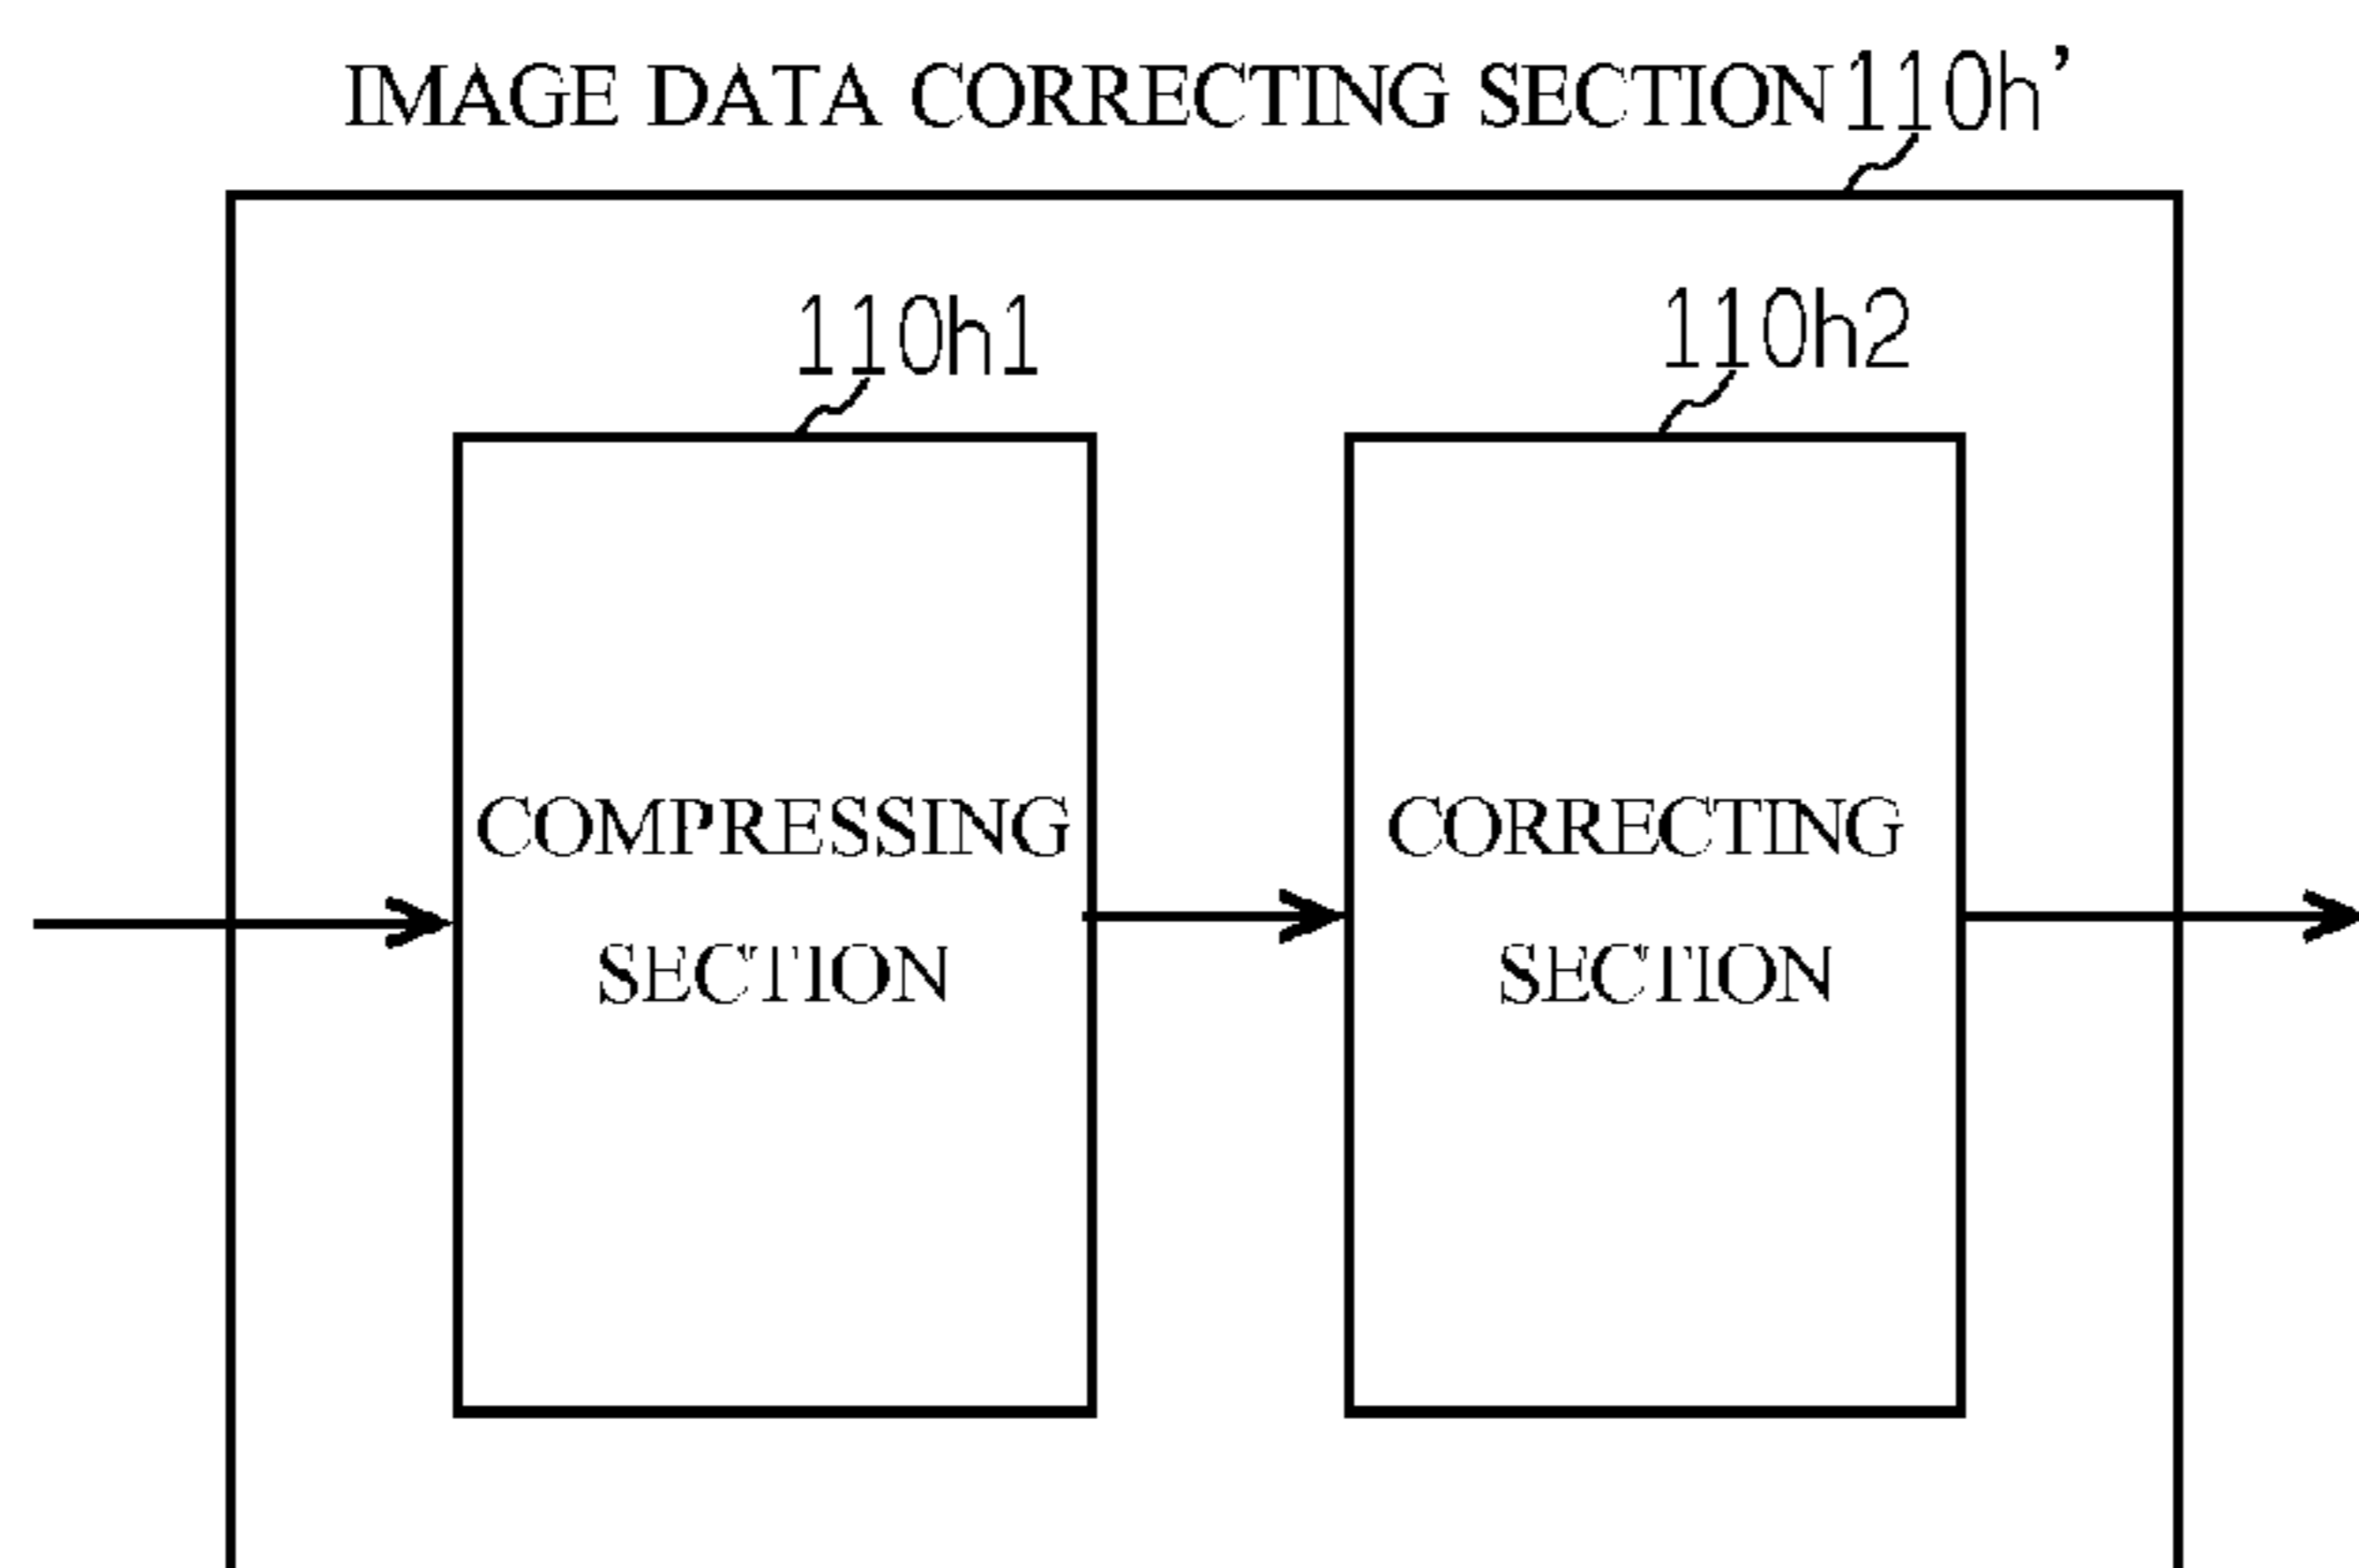 IMAGE DATA CORRECTING SECTION 110h’
110h1
110h2
COMPRESSING
SECTION
CORRECTING
SECTION